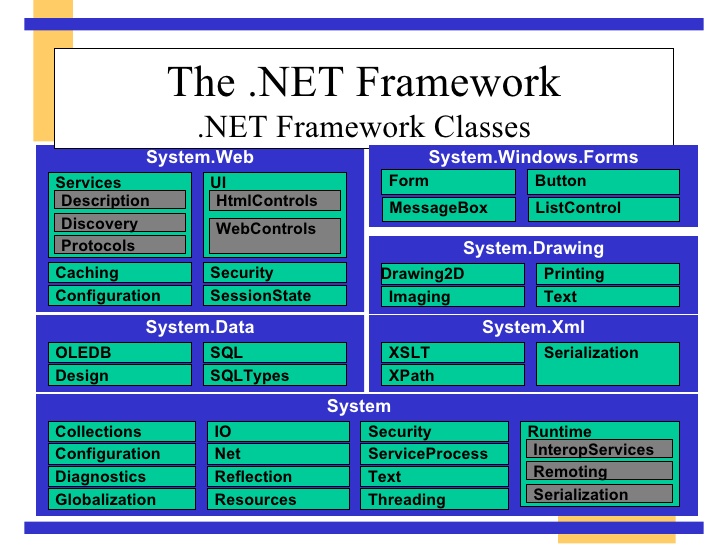 The .NET Framework
.NET Framework Classes
System.Web
Services
Description
Discovery
Protocols
UI
HtmlControls
WebControls
Caching
Security
Configuration
SessionState
System.Windows.Forms
Form
Button
MessageBox
ListControl
System.Drawing
Drawing2D
Printing
Imaging
Text
System.Data
OLEDB
SQL
Design
SQLTypes
System.Xml
XSLT
Serialization
XPath
System
Collections
Configuration
Diagnostics
Globalization
IO
Net
Reflection
Resources
Security
ServiceProcess
Text
Threading
Runtime
InteropServices
Remoting
Serialization